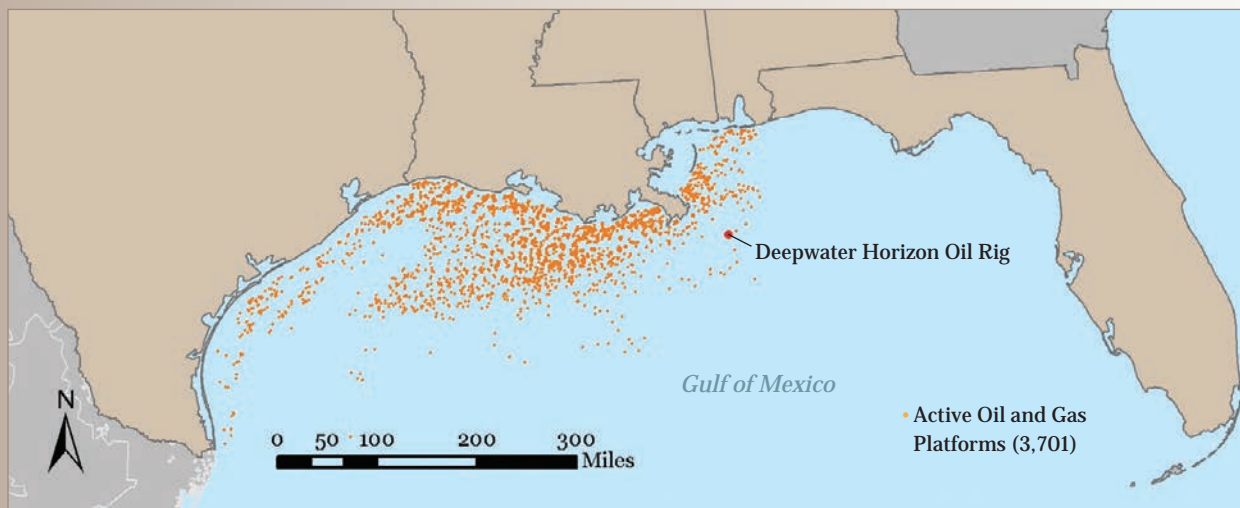 Deepwater Horizon Oil Rig
Gulf of Mexico
N
Active Oil and Gas
Platforms (3,701)
0 50 100 200 300
Miles